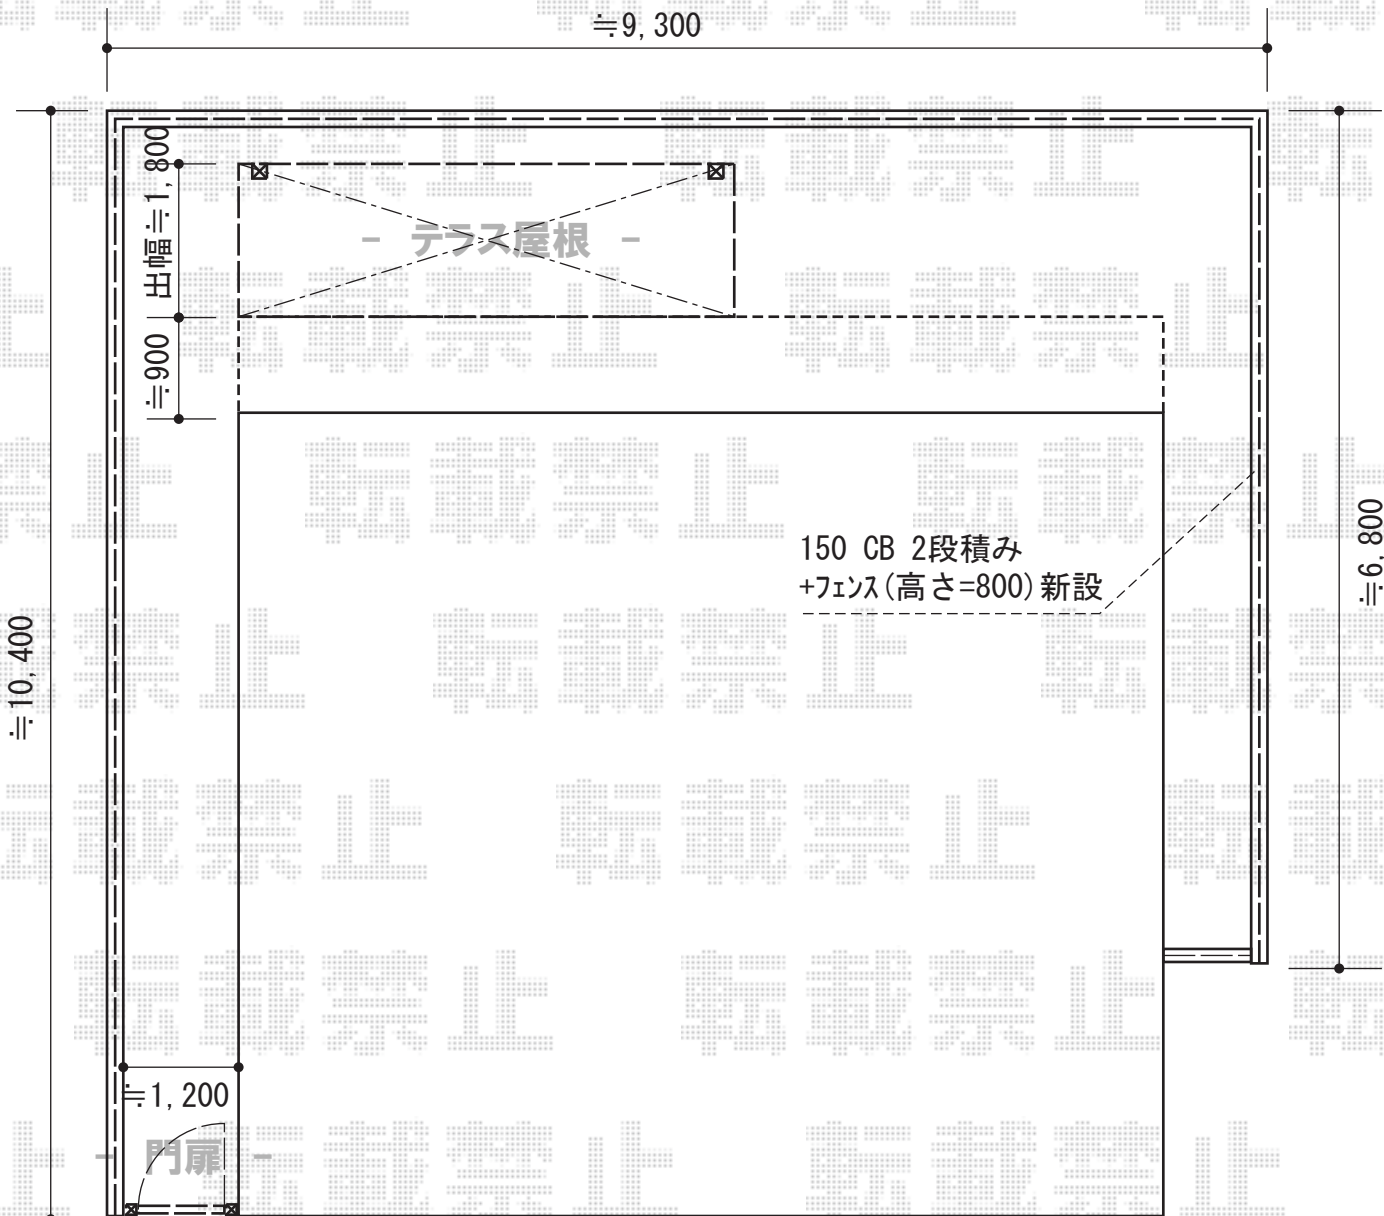 ≒9,300
出幅≒1,800
- テラス屋根 -
≒900
150 CB 2段積み
+フェンス(高さ=800)新設
≒6,800
≒10,400
≒1,200
- 門扉 -
転載禁止